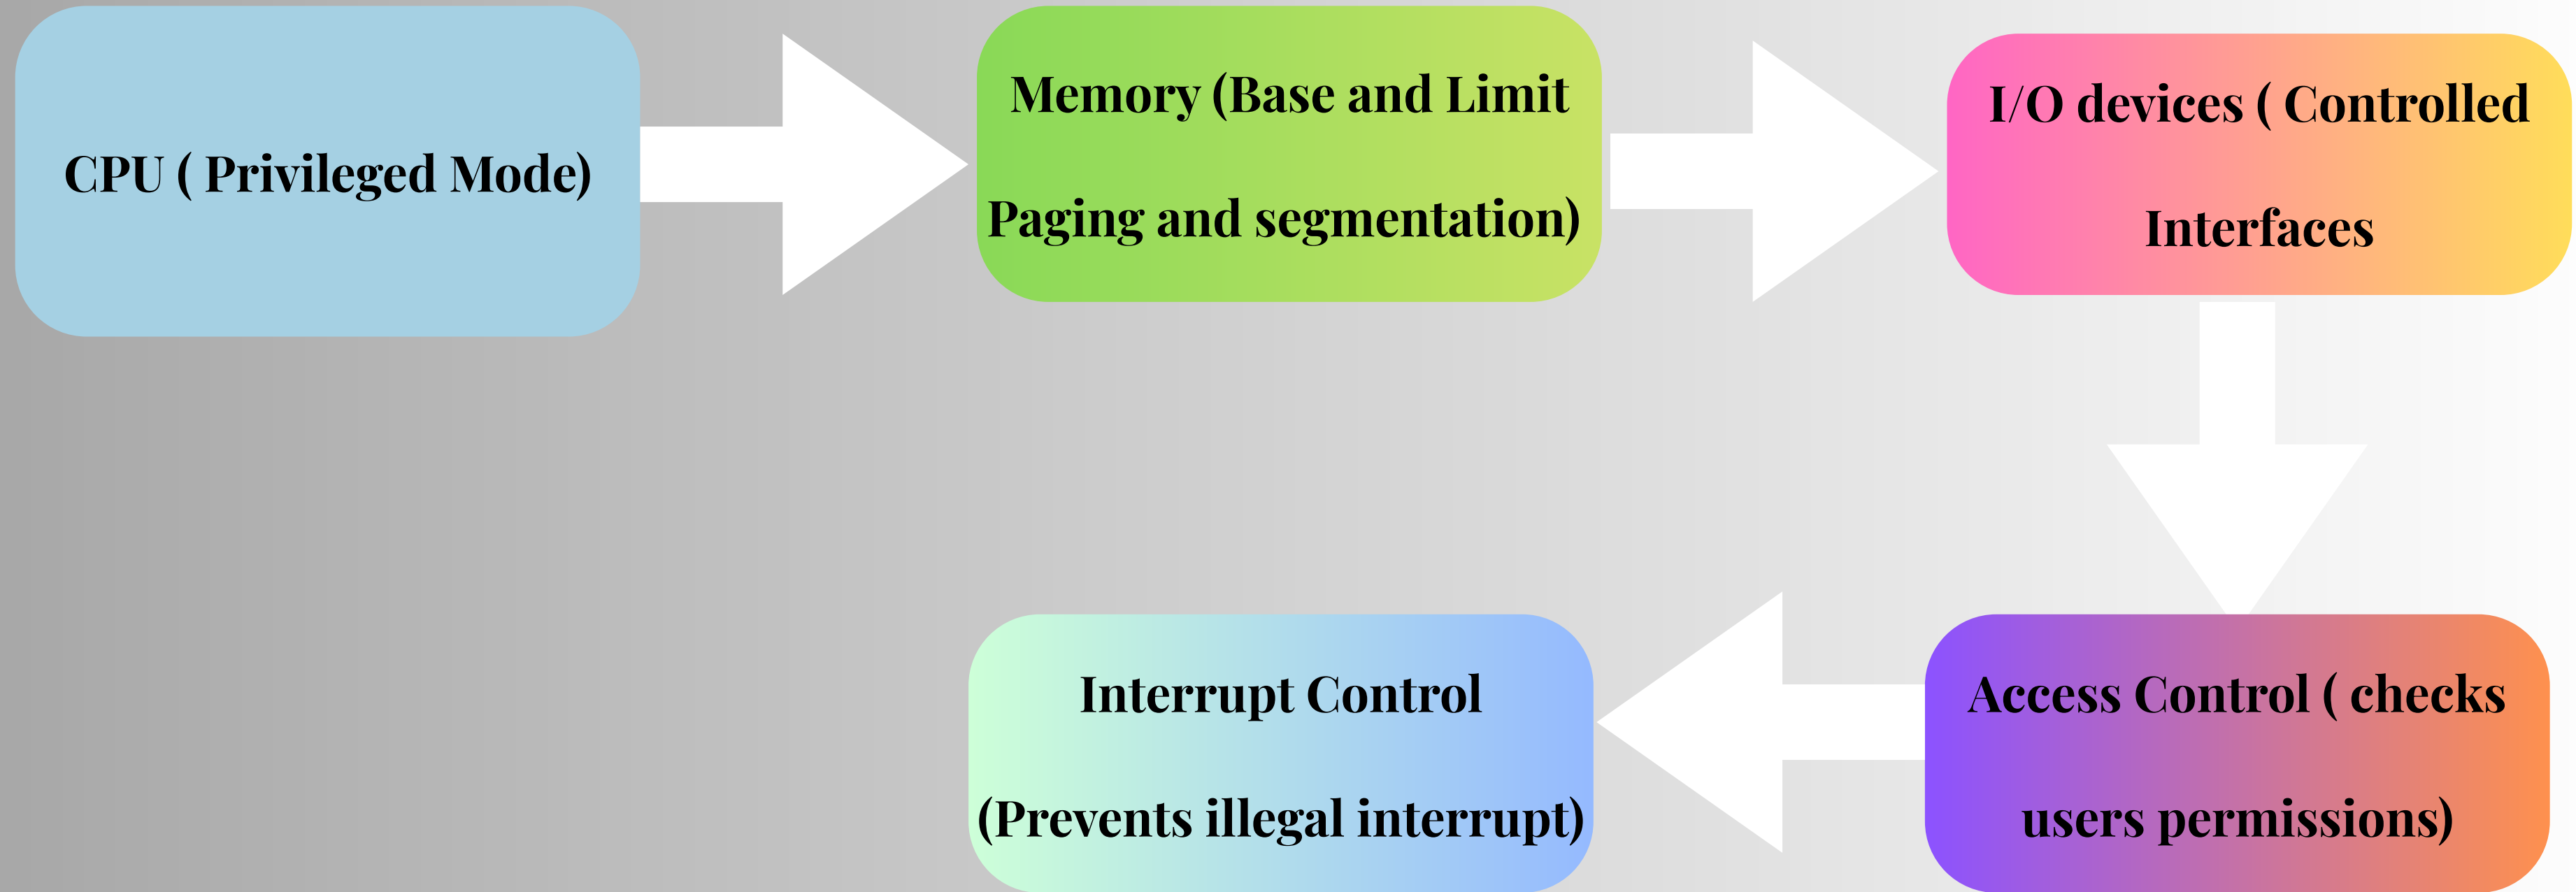 CPU ( Privileged Mode)
Memory (Base and Limit
Paging and segmentation)
I/O devices ( Controlled
Interfaces
Access Control ( checks
users permissions)
Interrupt Control
(Prevents illegal interrupt)